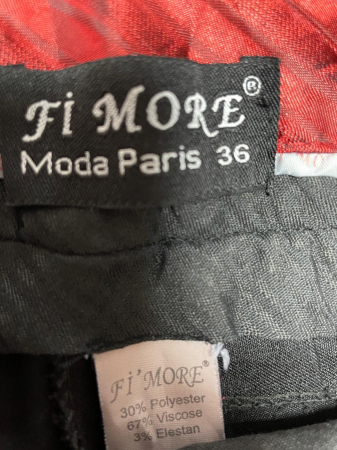 Fi MORE®
Moda Paris 36
Fi'MORE®
30% Polyester
67% Viscose
3% Elestan